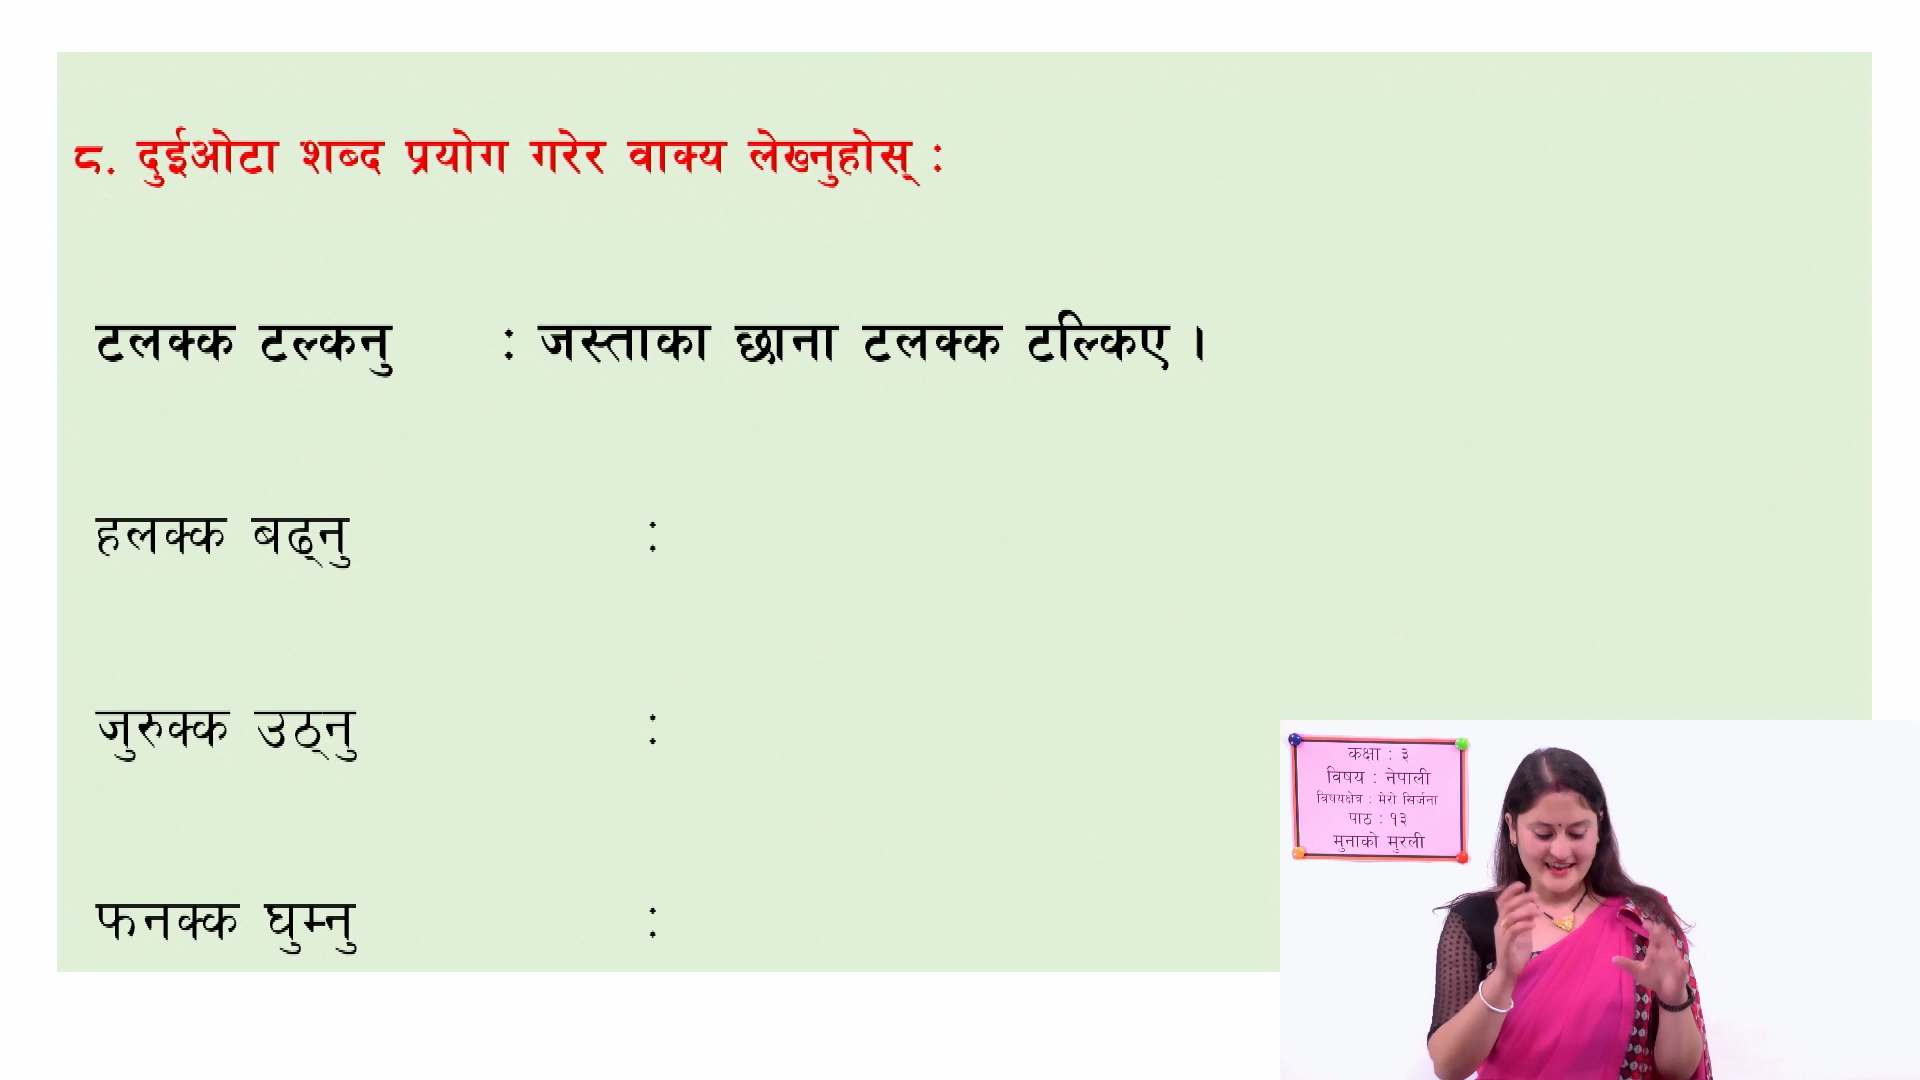 ८. दुईओटा शब्द प्रयोग गरेर वाक्य लेख्नुहोस् :
टलक्क टल्कनु : जस्ताका छाना टलक्क टल्किए ।
हलक्क बढ्नु :
जुरुक्क उठ्नु :
फनक्क घुम्नु :
कक्षा : ३
विषय : नेपाली
विषयक्षेत्र : मेरो सिर्जना
पाठ : १३
मुनाको मुरली